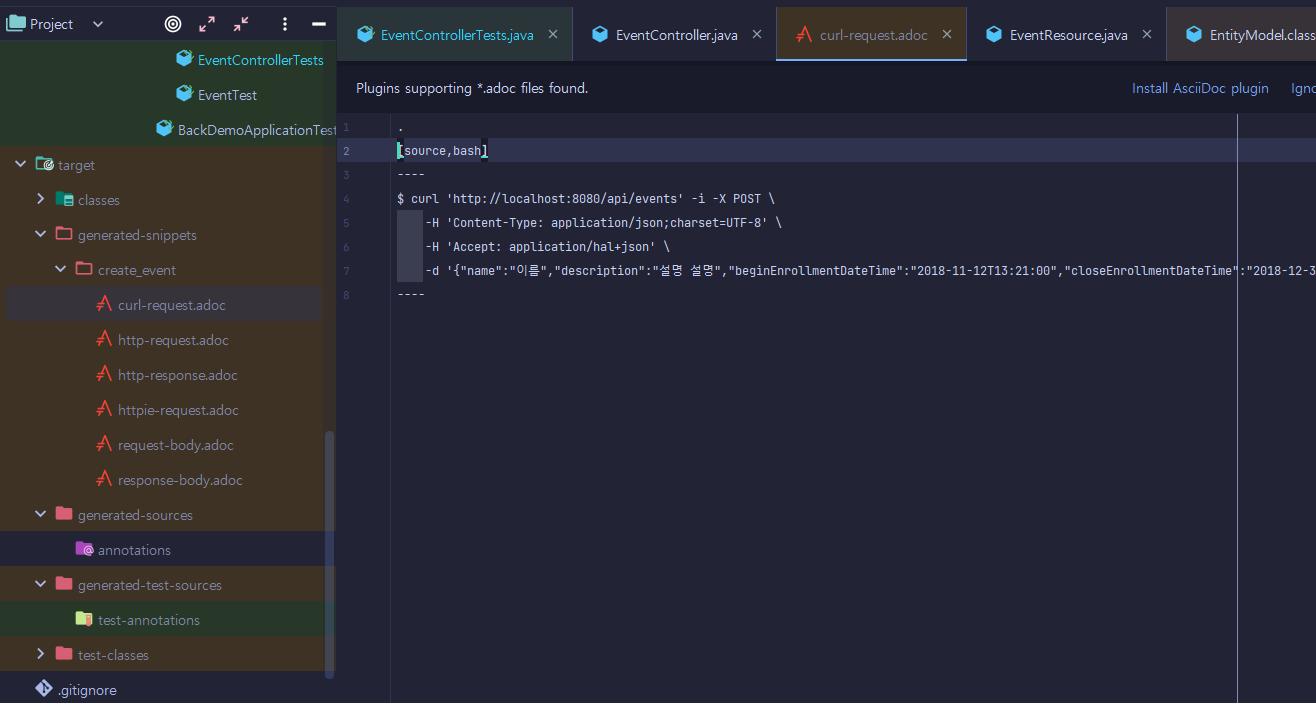 Project
EventControllerTests
EventTest
BackDemoApplicationTest
target
classes
generated-snippets
create_event
curl-request.adoc
http-request.adoc
http-response.adoc
httpie-request.adoc
request-body.adoc
response-body.adoc
generated-sources
annotations
generated-test-sources
test-annotations
test-classes
.gitignore
EventControllerTests.java
EventController.java
curl-request.adoc
EventResource.java
EntityModel.class
Plugins supporting *.adoc files found.
Install AsciiDoc plugin
Igno
1 .
2 [source,bash]
3 ----
4 $ curl 'http://localhost:8080/api/events' -i -X POST \
5 -H 'Content-Type: application/json;charset=UTF-8' \
6 -H 'Accept: application/hal+json' \
7 -d '{"name":"이름","description":"설명 설명","beginEnrollmentDateTime":"2018-11-12T13:21:00","closeEnrollmentDateTime":"2018-12-3
8 ----